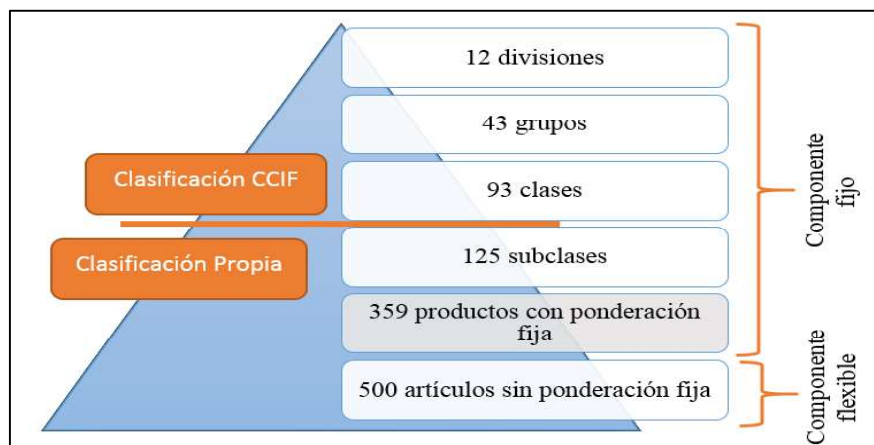 12 divisiones
43 grupos
Clasificación CCIF
93 clases
Clasificación Propia
125 subclases
359 productos con ponderación
fija
500 artículos sin ponderación fija
Componente
fijo
Componente
flexible